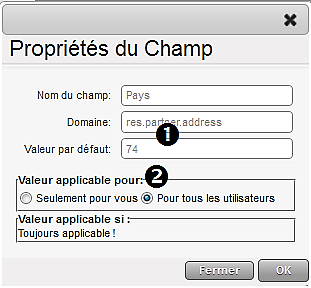 Propriétés du Champ
Nom du champ: Pays
Domaine: res.partner.address
1
Valeur par défaut: 74
Valeur applicable pour: 2
Seulement pour vous Pour tous les utilisateurs
Valeur applicable si :
Toujours applicable !
Fermer OK